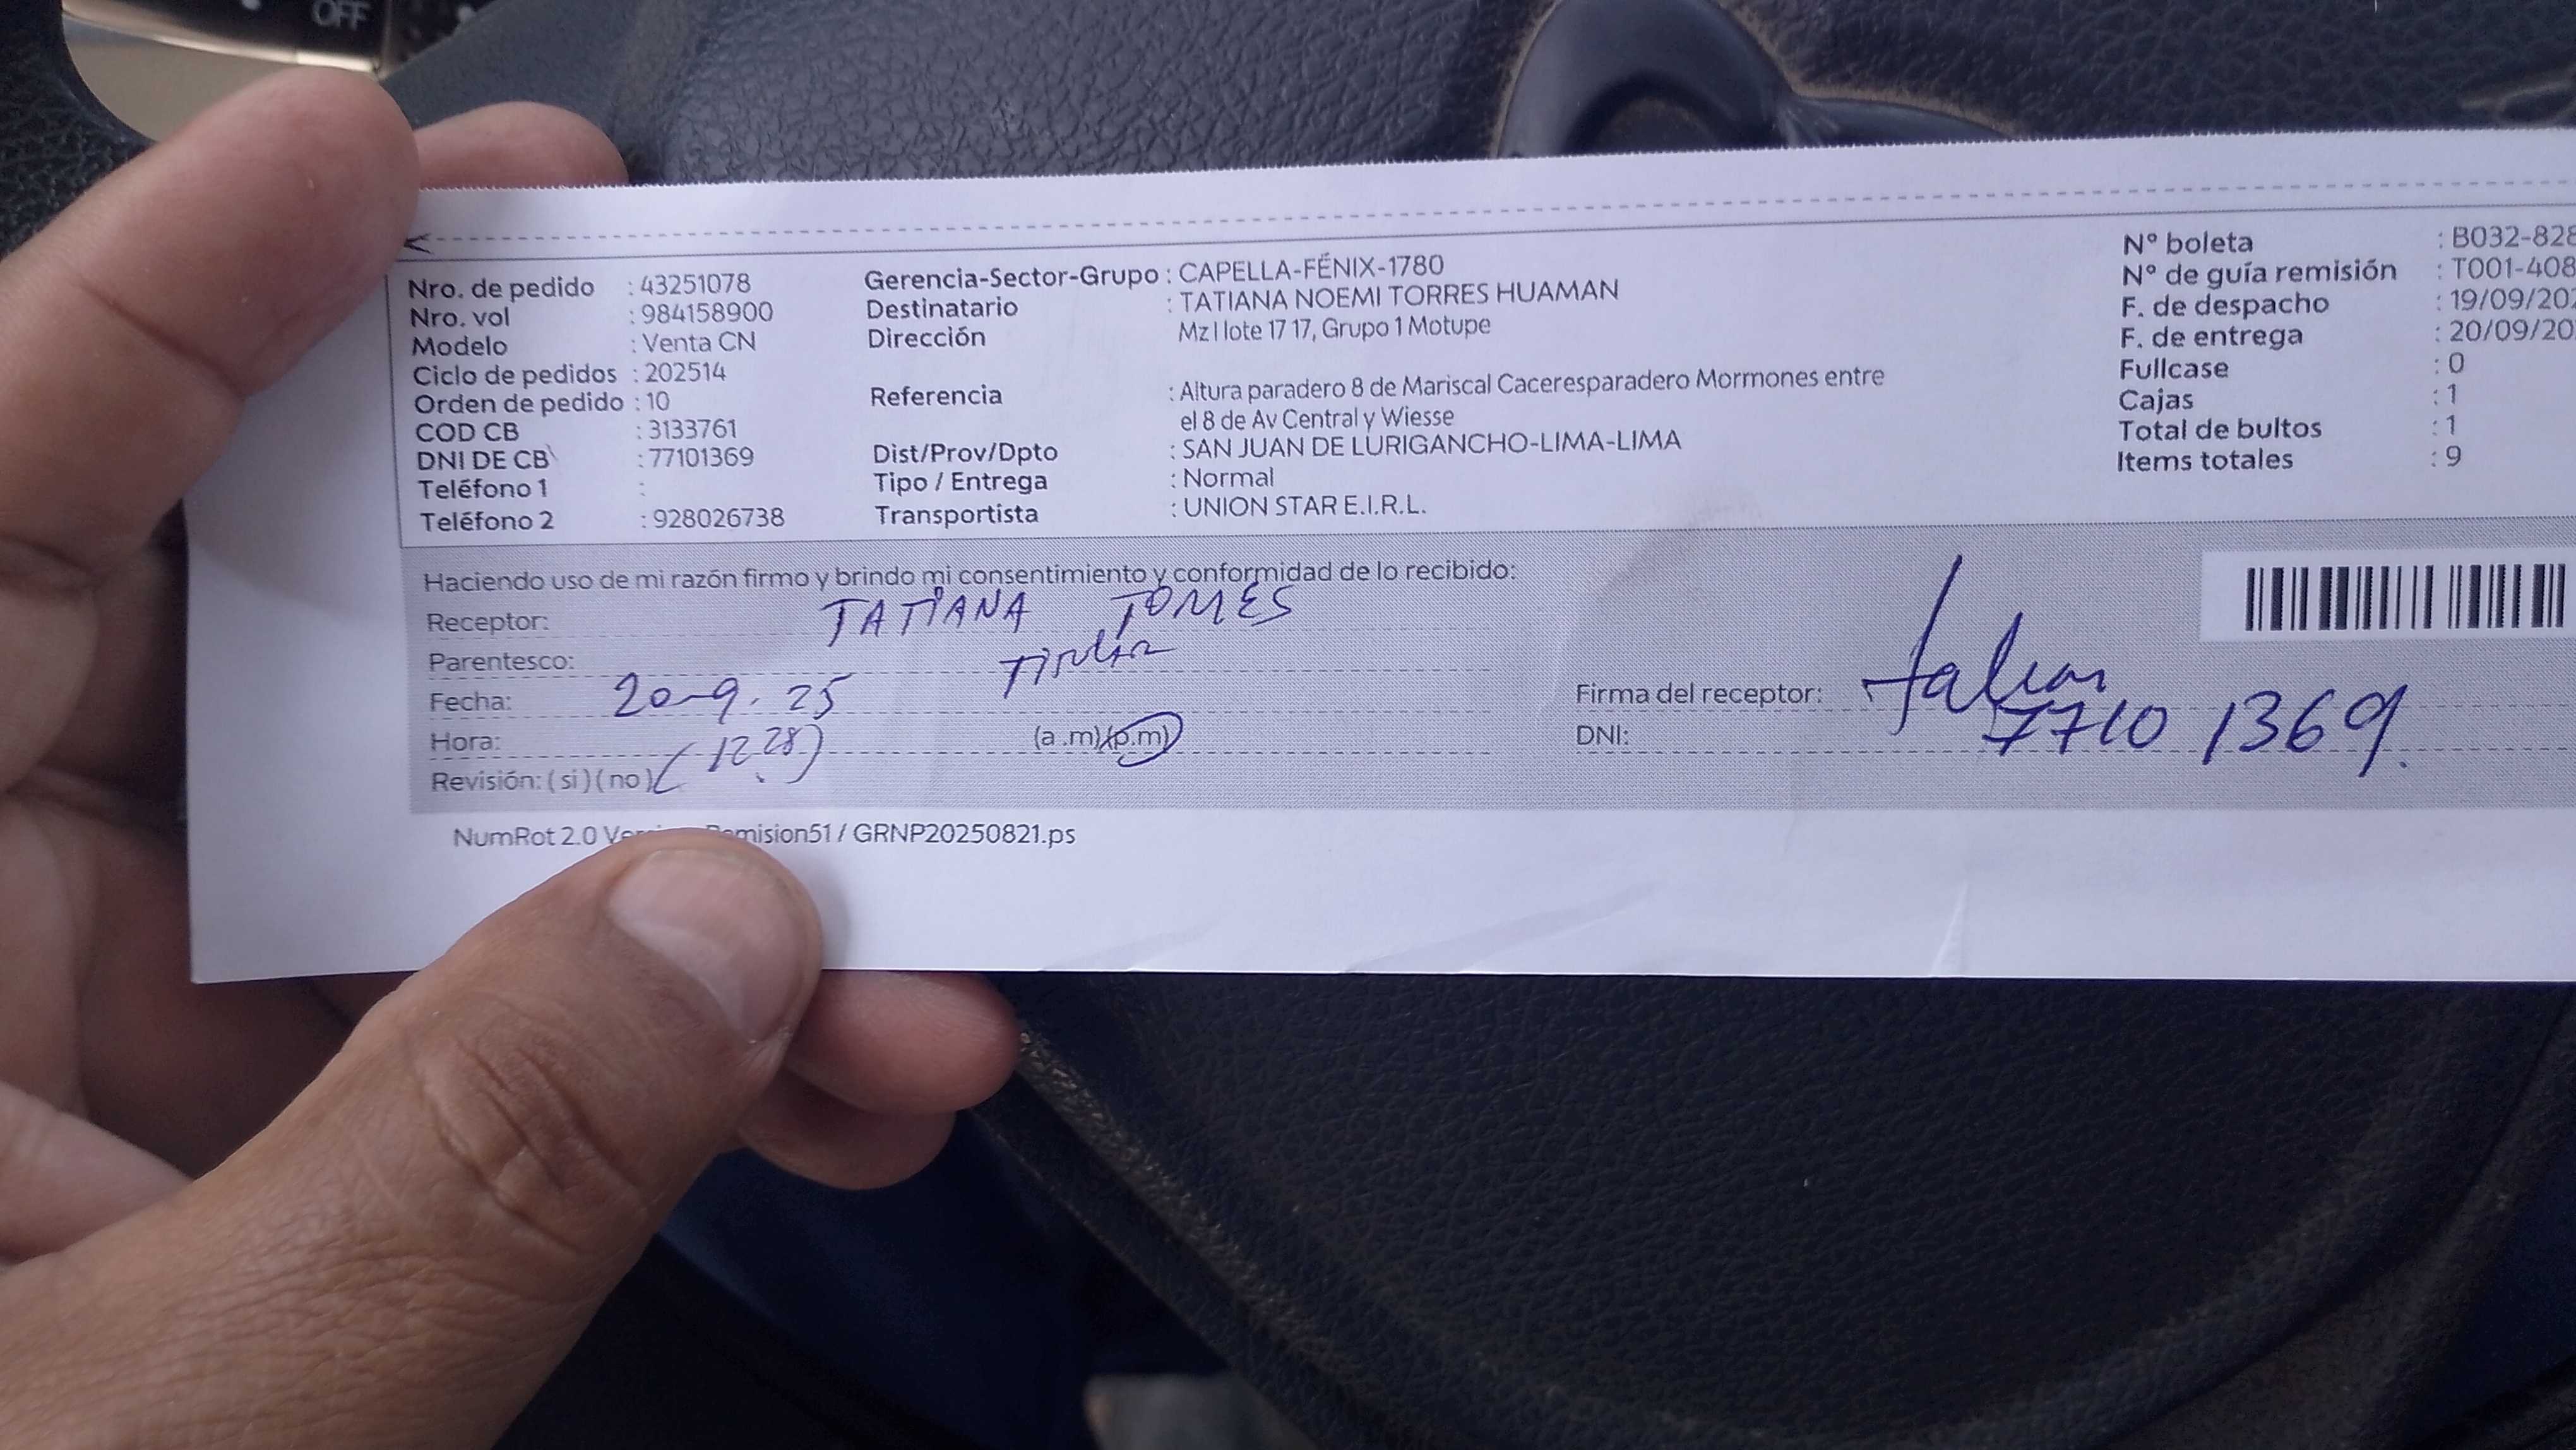 OFF
Nro. de pedido : 43251078
Nro. vol : 984158900
Modelo : Venta CN
Ciclo de pedidos : 202514
Orden de pedido : 10
COD CB : 3133761
DNI DE CB : 77101369
Teléfono 1 :
Teléfono 2 : 928026738
Gerencia-Sector-Grupo : CAPELLA-FÉNIX-1780
Destinatario : TATIANA NOEMI TORRES HUAMAN
Dirección Mz I lote 17 17, Grupo 1 Motupe
Referencia : Altura paradero 8 de Mariscal Caceresparadero Mormones entre
el 8 de Av Central y Wiesse
Dist/Prov/Dpto : SAN JUAN DE LURIGANCHO-LIMA-LIMA
Tipo / Entrega : Normal
Transportista : UNION STAR E.I.R.L.
N° boleta : B032-828
N° de guía remisión : T001-408
F. de despacho : 19/09/202
F. de entrega : 20/09/20
Fullcase : 0
Cajas : 1
Total de bultos : 1
Items totales : 9
Haciendo uso de mi razón firmo y brindo mi consentimiento y conformidad de lo recibido:
Receptor: TATIANA TORRES
Parentesco: Titular
Fecha: 20-9-25
Hora: (12.28) (a.m)(p.m)
Revisión: (si)(no)
Firma del receptor:
DNI: 77101369
NumRot 2.0 / GRNP20250821.ps